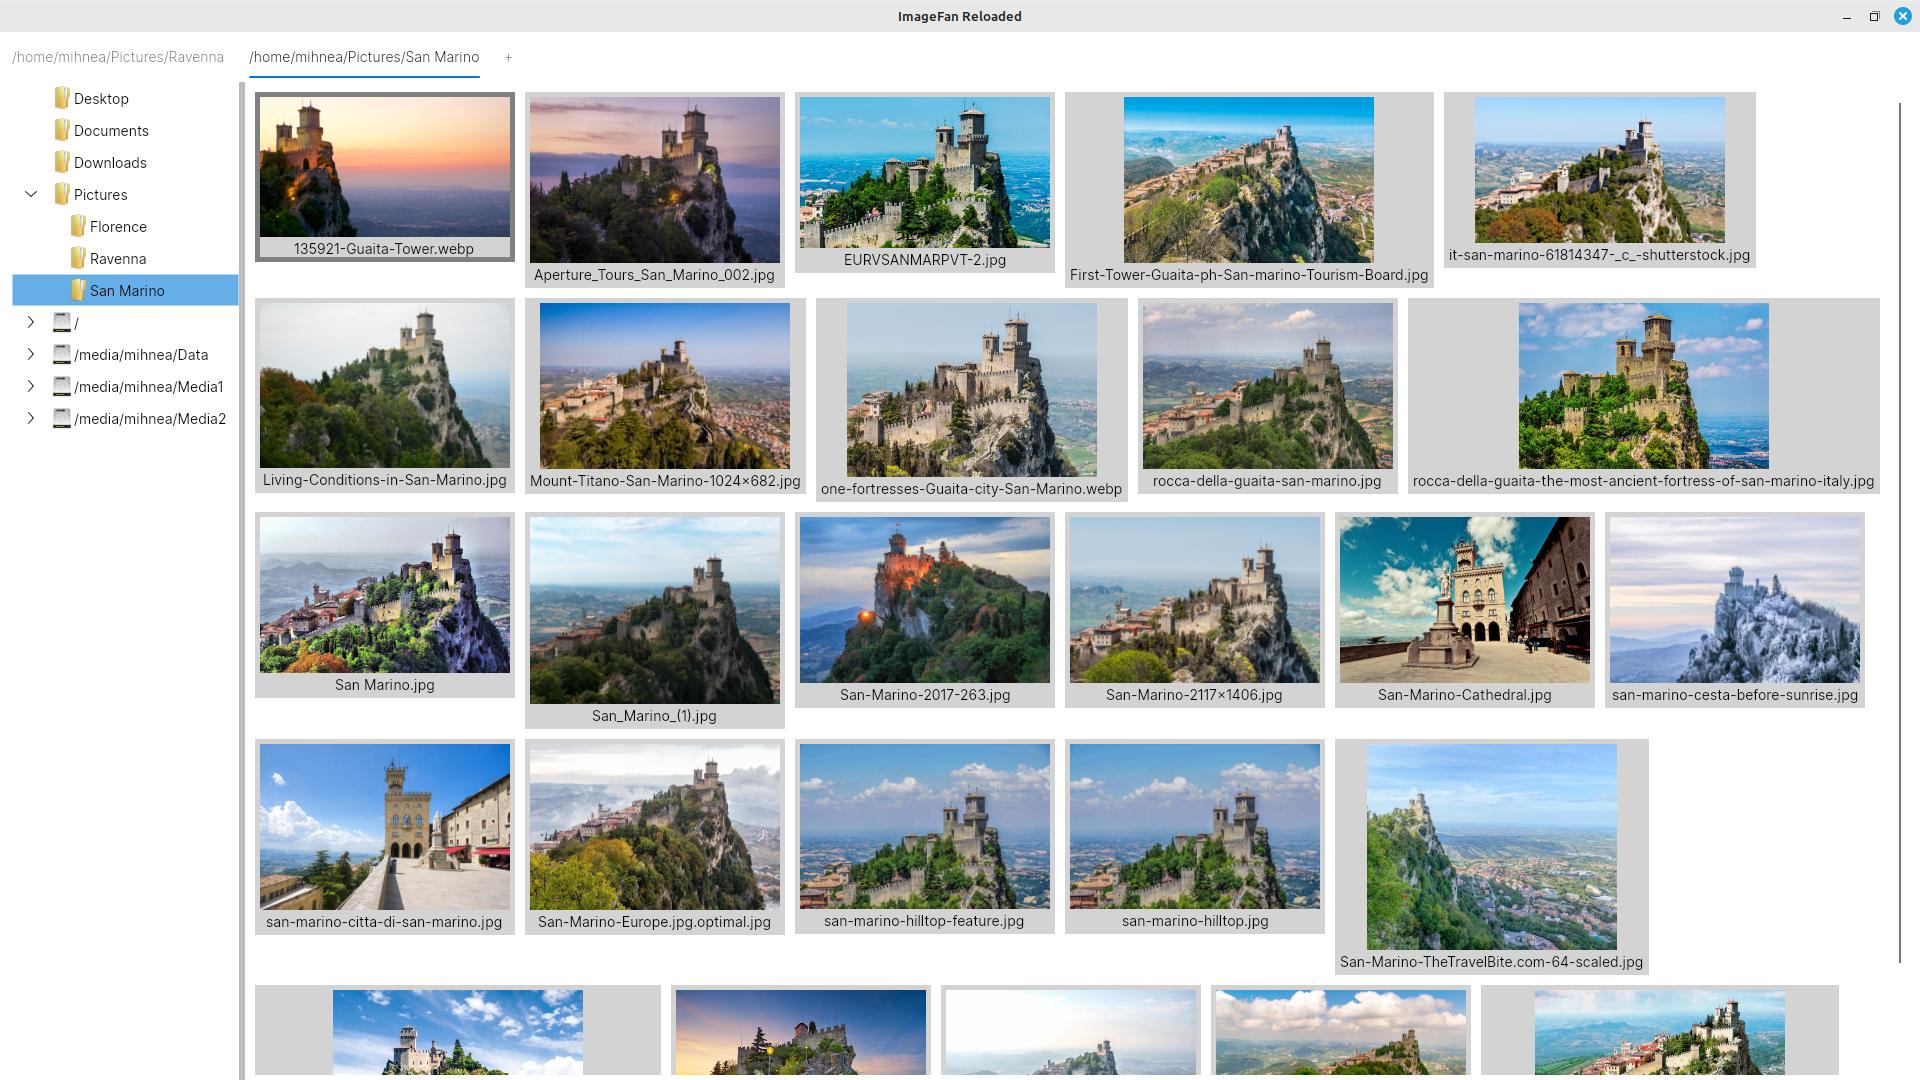 ImageFan Reloaded
/home/mihnea/Pictures/Ravenna
/home/mihnea/Pictures/San Marino
+
Desktop
Documents
Downloads
Pictures
Florence
Ravenna
San Marino
/
/media/mihnea/Data
/media/mihnea/Media1
/media/mihnea/Media2
135921-Guaita-Tower.webp
Aperture_Tours_San_Marino_002.jpg
EURVSANMARPVT-2.jpg
First-Tower-Guaita-ph-San-marino-Tourism-Board.jpg
it-san-marino-61814347-_c_-shutterstock.jpg
Living-Conditions-in-San-Marino.jpg
Mount-Titano-San-Marino-1024×682.jpg
one-fortresses-Guaita-city-San-Marino.webp
rocca-della-guaita-san-marino.jpg
rocca-della-guaita-the-most-ancient-fortress-of-san-marino-italy.jpg
San Marino.jpg
San_Marino_(1).jpg
San-Marino-2017-263.jpg
San-Marino-2117×1406.jpg
San-Marino-Cathedral.jpg
san-marino-cesta-before-sunrise.jpg
san-marino-citta-di-san-marino.jpg
San-Marino-Europe.jpg.optimal.jpg
san-marino-hilltop-feature.jpg
san-marino-hilltop.jpg
San-Marino-TheTravelBite.com-64-scaled.jpg